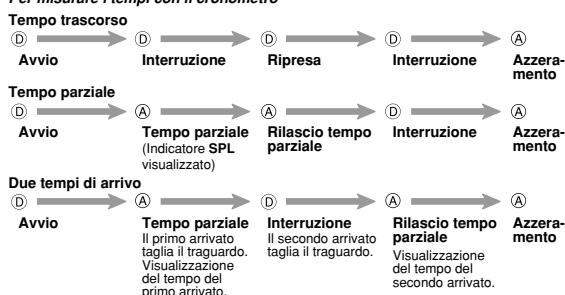 Per misurare i tempi con il cronometro
Tempo trascorso
D D D D A
Avvio Interruzione Ripresa Interruzione Azzera-
mento
Tempo parziale
D A A D A
Avvio Tempo parziale Rilascio tempo Interruzione Azzera-
(Indicatore SPL parziale mento
visualizzato)
Due tempi di arrivo
D A D A A
Avvio Tempo parziale Interruzione Rilascio tempo Azzera-
Il primo arrivato Il secondo arrivato parziale mento
taglia il traguardo. taglia il traguardo. Visualizzazione
Visualizzazione del tempo del
del tempo del secondo arrivato.
primo arrivato.